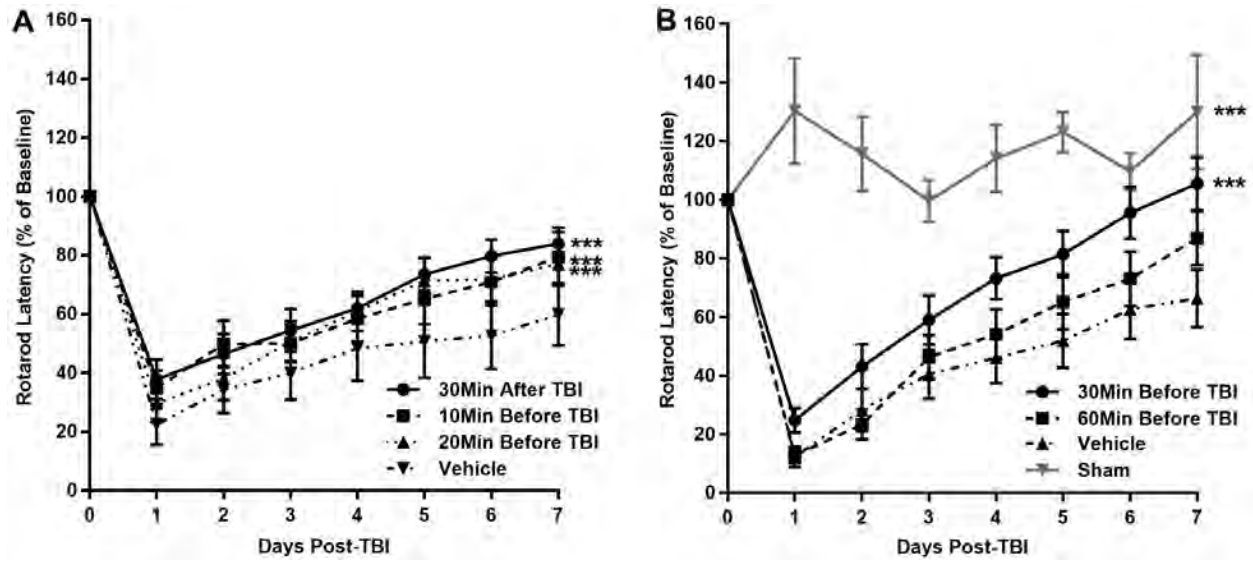 A
Rotarod Latency (% of Baseline)
160
140
120
100
80
60
40
20
0
0 1 2 3 4 5 6 7
Days Post-TBI
***
***
***
30Min After TBI
10Min Before TBI
20Min Before TBI
Vehicle
B
Rotarod Latency (% of Baseline)
160
140
120
100
80
60
40
20
0
0 1 2 3 4 5 6 7
Days Post-TBI
***
***
30Min Before TBI
60Min Before TBI
Vehicle
Sham